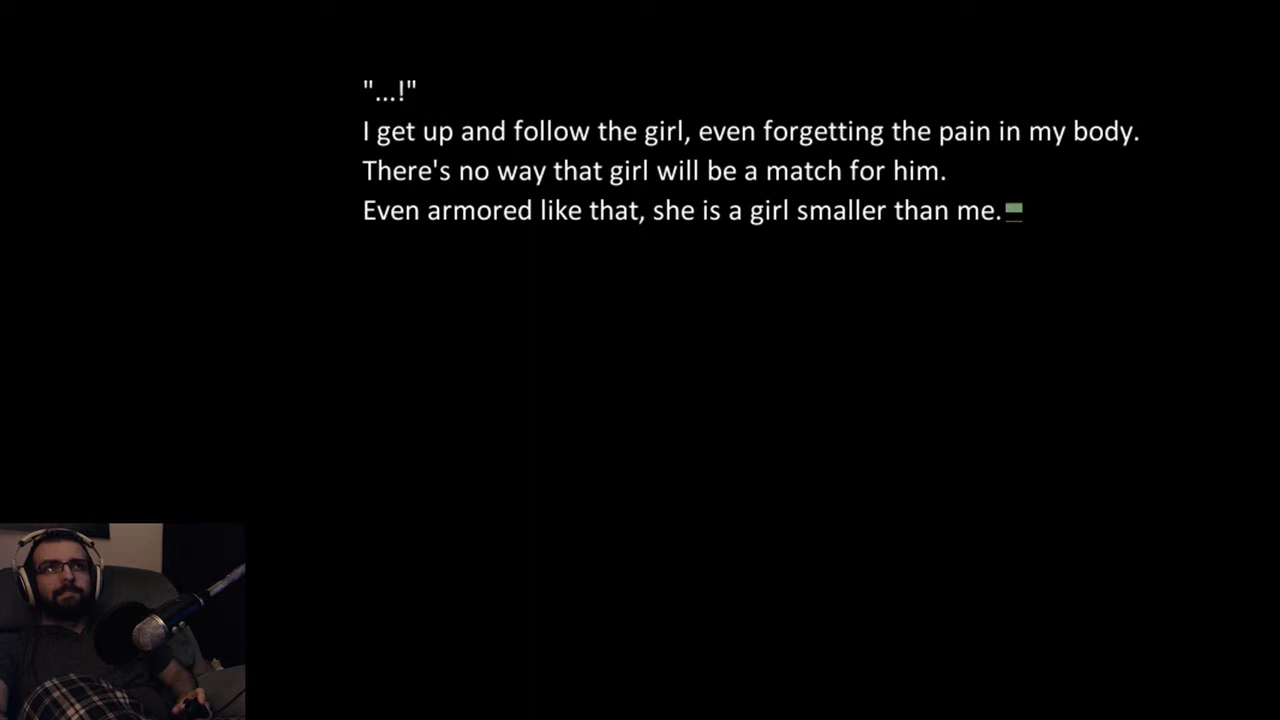 "...!"
I get up and follow the girl, even forgetting the pain in my body.
There's no way that girl will be a match for him.
Even armored like that, she is a girl smaller than me.